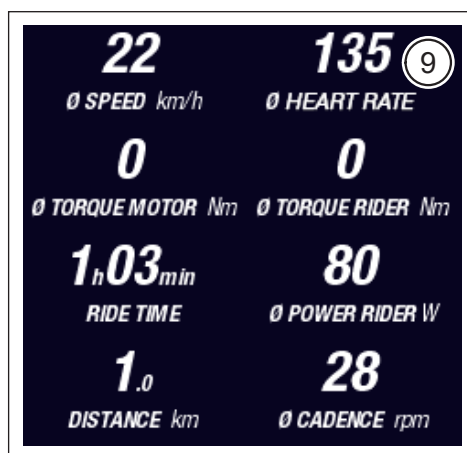 22 135 9
Ø SPEED km/h Ø HEART RATE
0 0
Ø TORQUE MOTOR Nm Ø TORQUE RIDER Nm
1h03min 80
RIDE TIME Ø POWER RIDER W
1.0 28
DISTANCE km Ø CADENCE rpm